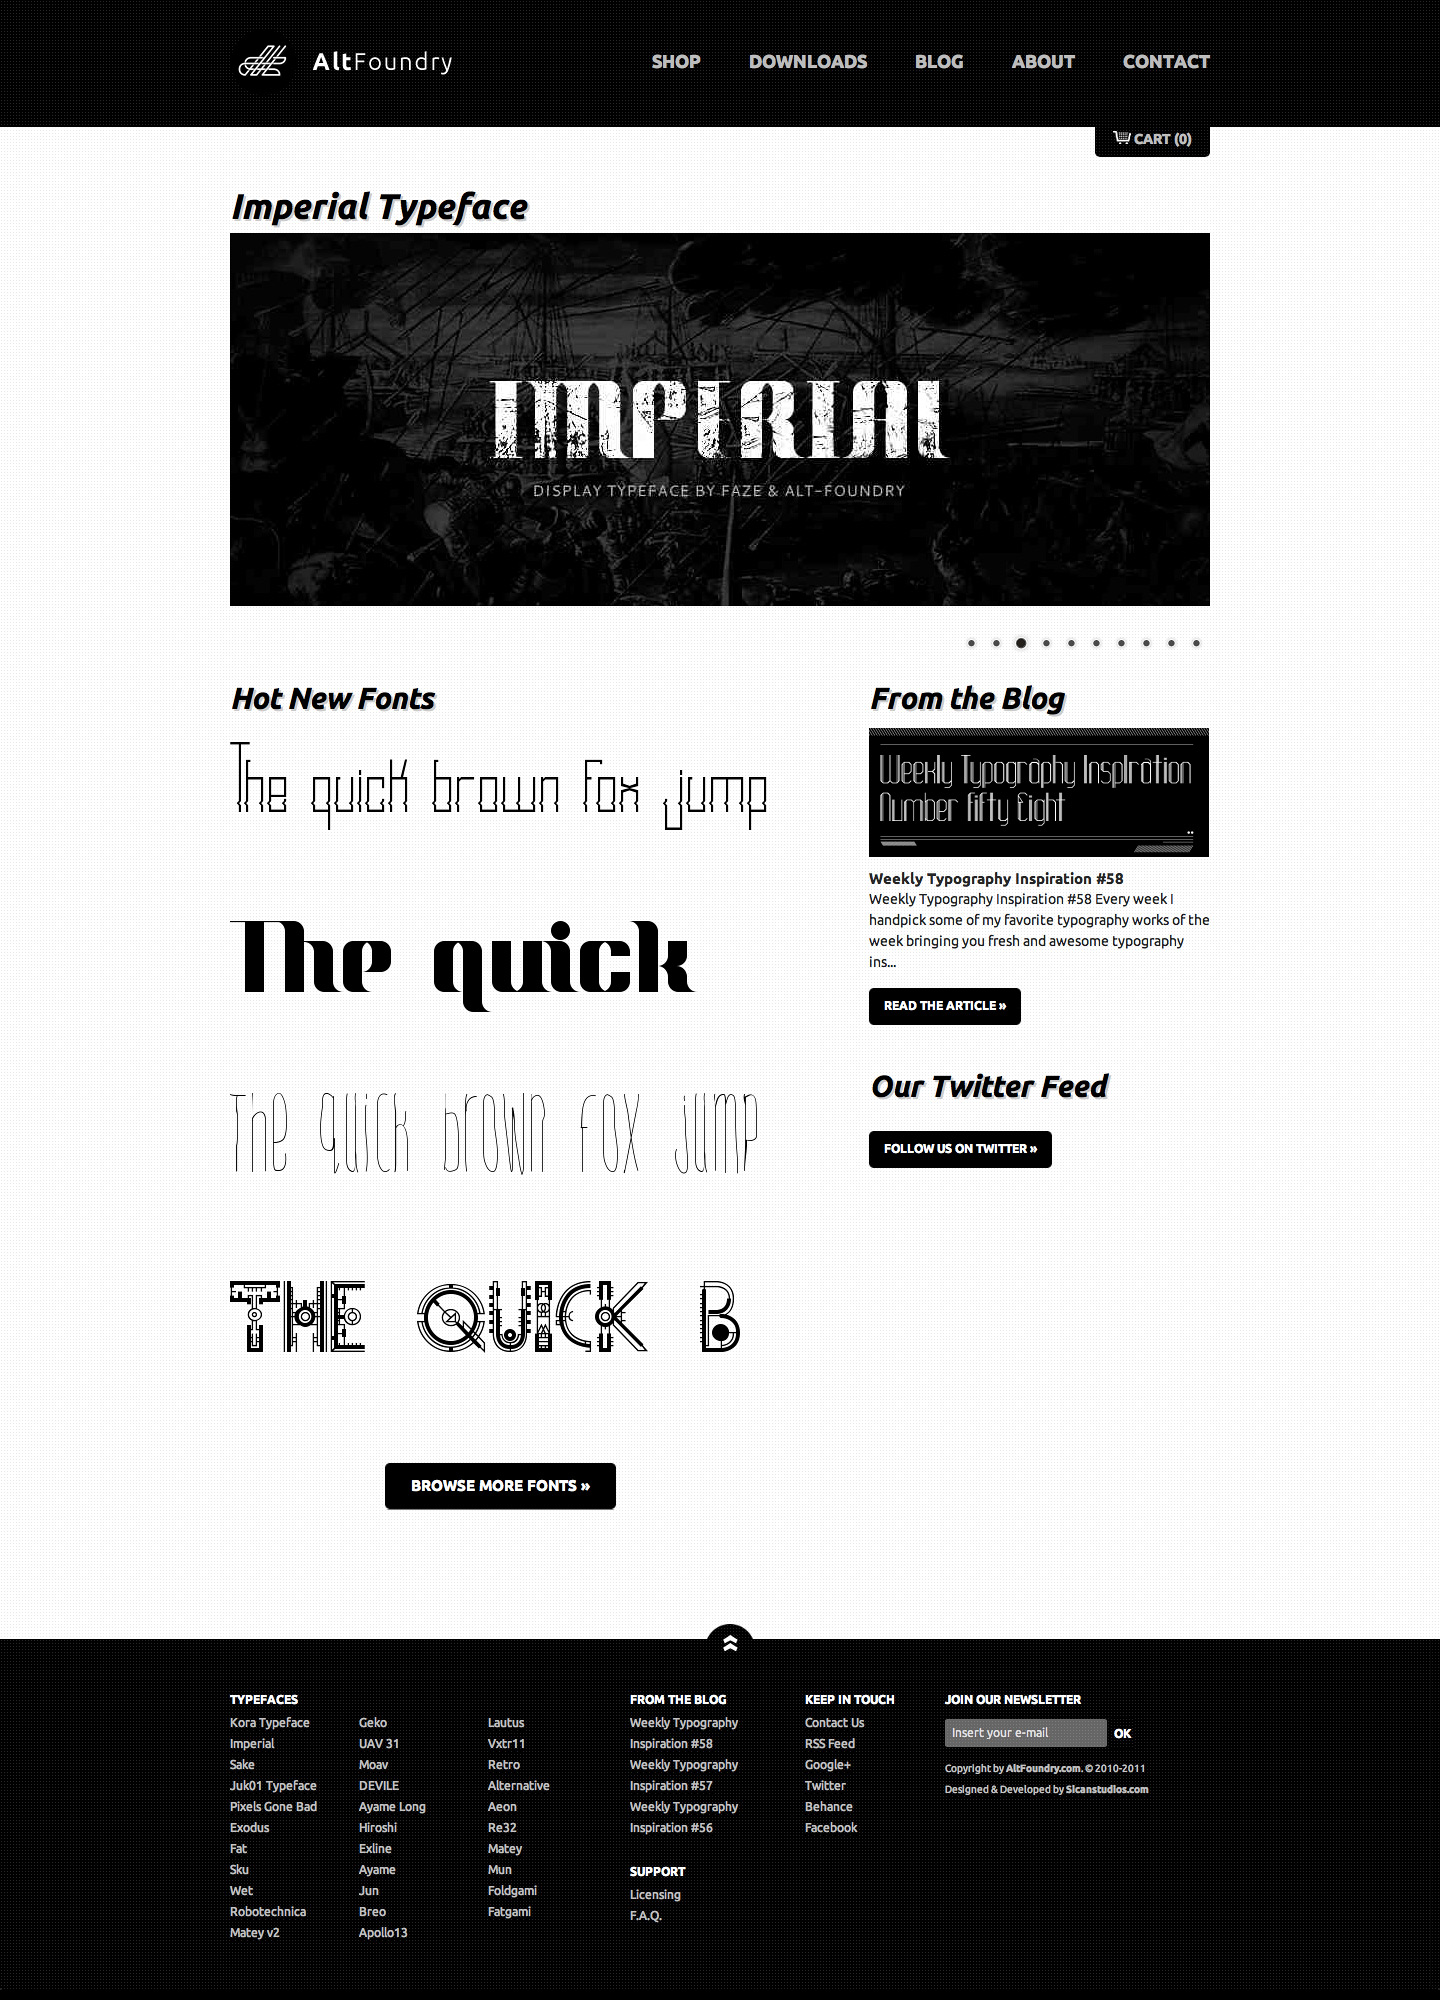 AltFoundry
SHOP DOWNLOADS BLOG ABOUT CONTACT
CART (0)
Imperial Typeface
IMPERIAL
DISPLAY TYPEFACE BY FAZE & ALT-FOUNDRY
Hot New Fonts
The quick brown fox jump
The quick
The quick brown fox jump
THE QUICK B
BROWSE MORE FONTS »
From the Blog
Weekly Typography InspIration
Number fifty Eight
Weekly Typography Inspiration #58
Weekly Typography Inspiration #58 Every week I
handpick some of my favorite typography works of the
week bringing you fresh and awesome typography
ins...
READ THE ARTICLE »
Our Twitter Feed
FOLLOW US ON TWITTER »
TYPEFACES
Kora Typeface
Imperial
Sake
Juk01 Typeface
Pixels Gone Bad
Exodus
Fat
Sku
Wet
Robotechnica
Matey v2
Geko
UAV 31
Moav
DEVILE
Ayame Long
Hiroshi
Exline
Ayame
Jun
Breo
Apollo13
Lautus
Vxtr11
Retro
Alternative
Aeon
Re32
Matey
Mun
Foldgami
Fatgami
FROM THE BLOG
Weekly Typography
Inspiration #58
Weekly Typography
Inspiration #57
Weekly Typography
Inspiration #56
SUPPORT
Licensing
F.A.Q.
KEEP IN TOUCH
Contact Us
RSS Feed
Google+
Twitter
Behance
Facebook
JOIN OUR NEWSLETTER
Insert your e-mail OK
Copyright by AltFoundry.com. © 2010-2011
Designed & Developed by Sicanstudios.com